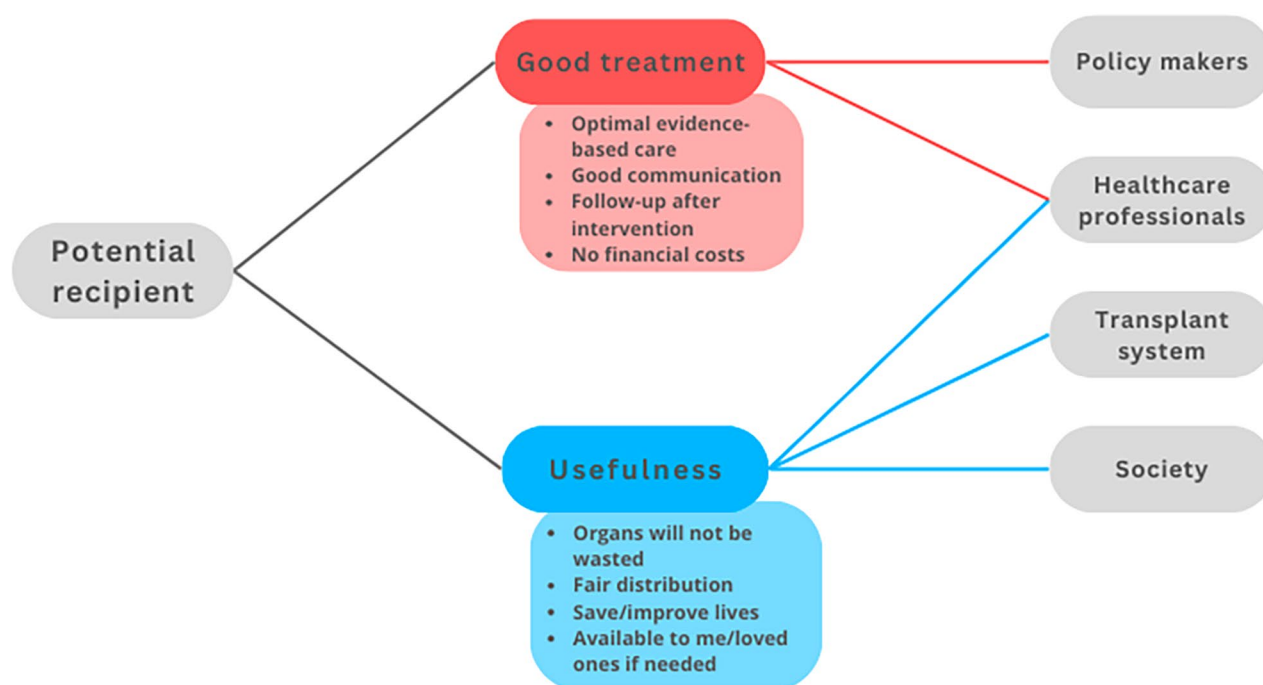 Potential
recipient
Good treatment
• Optimal evidence-
based care
• Good communication
• Follow-up after
intervention
• No financial costs
Usefulness
• Organs will not be
wasted
• Fair distribution
• Save/improve lives
• Available to me/loved
ones if needed
Policy makers
Healthcare
professionals
Transplant
system
Society